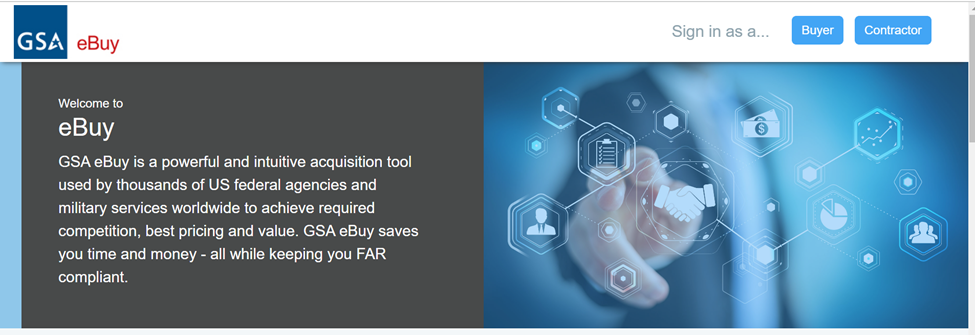 GSA eBuy
Sign in as a...
Buyer
Contractor
Welcome to
eBuy
GSA eBuy is a powerful and intuitive acquisition tool
used by thousands of US federal agencies and
military services worldwide to achieve required
competition, best pricing and value. GSA eBuy saves
you time and money - all while keeping you FAR
compliant.
$